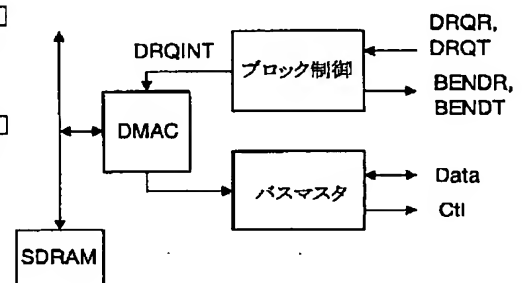 DRQR,
DRQT
DRQINT
ブロック制御
BENDR,
BENDT
DMAC
バスマスタ
Data
Ctl
SDRAM